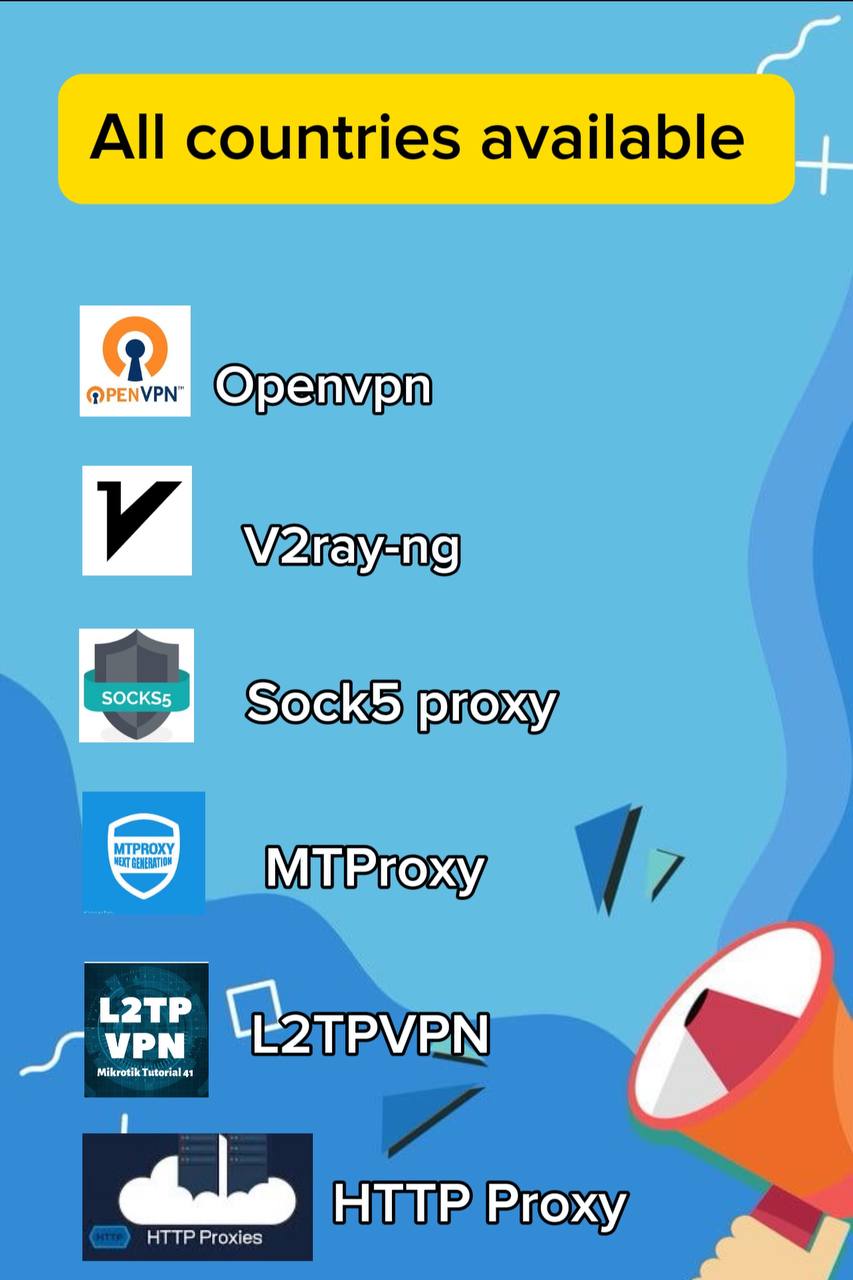 All countries available
OPENVPN™
Openvpn
V2ray-ng
SOCKS5
Sock5 proxy
MTPROXY
NEXT GENERATION
MTProxy
L2TP
VPN
Mikrotik Tutorial 41
L2TPVPN
HTTP
HTTP Proxies
HTTP Proxy